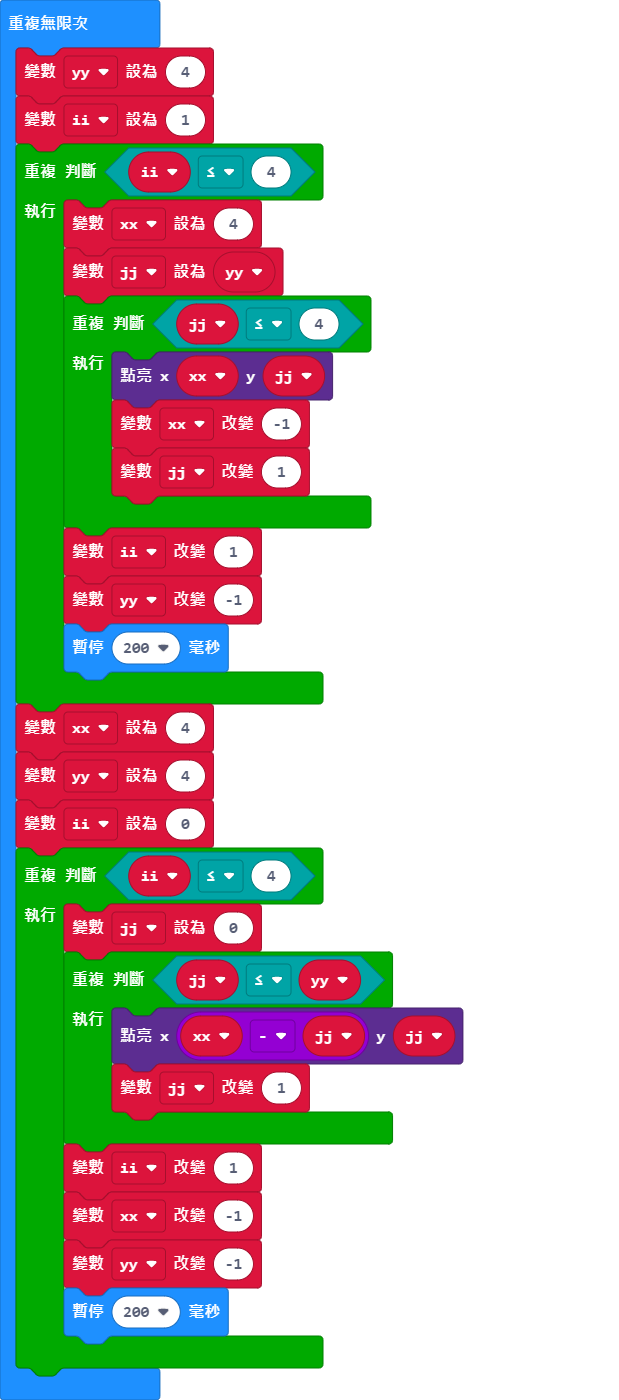 重複無限次
變數 yy 設為 4
變數 ii 設為 1
重複 判斷 ii ≤ 4
執行
變數 xx 設為 4
變數 jj 設為 yy
重複 判斷 jj ≤ 4
執行
點亮 x xx y jj
變數 xx 改變 -1
變數 jj 改變 1
變數 ii 改變 1
變數 yy 改變 -1
暫停 200 毫秒
變數 xx 設為 4
變數 yy 設為 4
變數 ii 設為 0
重複 判斷 ii ≤ 4
執行
變數 jj 設為 0
重複 判斷 jj ≤ yy
執行
點亮 x xx - jj y jj
變數 jj 改變 1
變數 ii 改變 1
變數 xx 改變 -1
變數 yy 改變 -1
暫停 200 毫秒